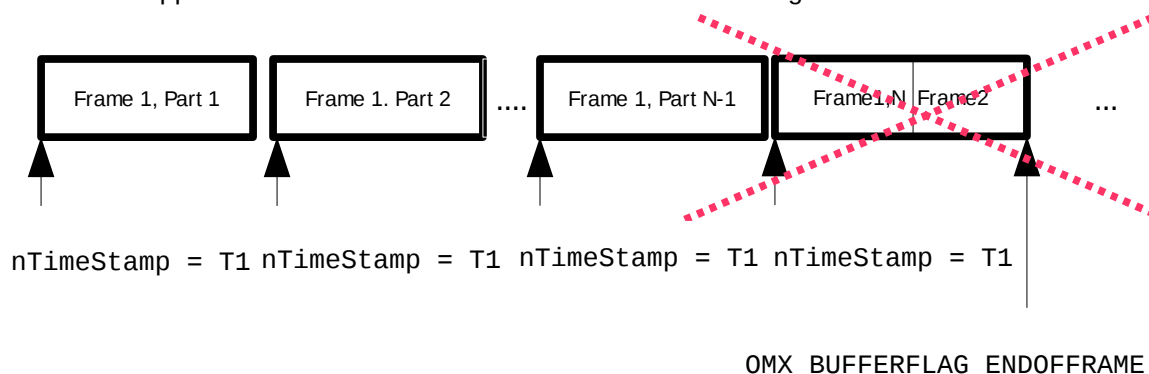 Frame 1, Part 1 Frame 1. Part 2 .... Frame 1, Part N-1 Frame1,N Frame2 ...
nTimeStamp = T1 nTimeStamp = T1 nTimeStamp = T1 nTimeStamp = T1
OMX BUFFERFLAG ENDOFFRAME